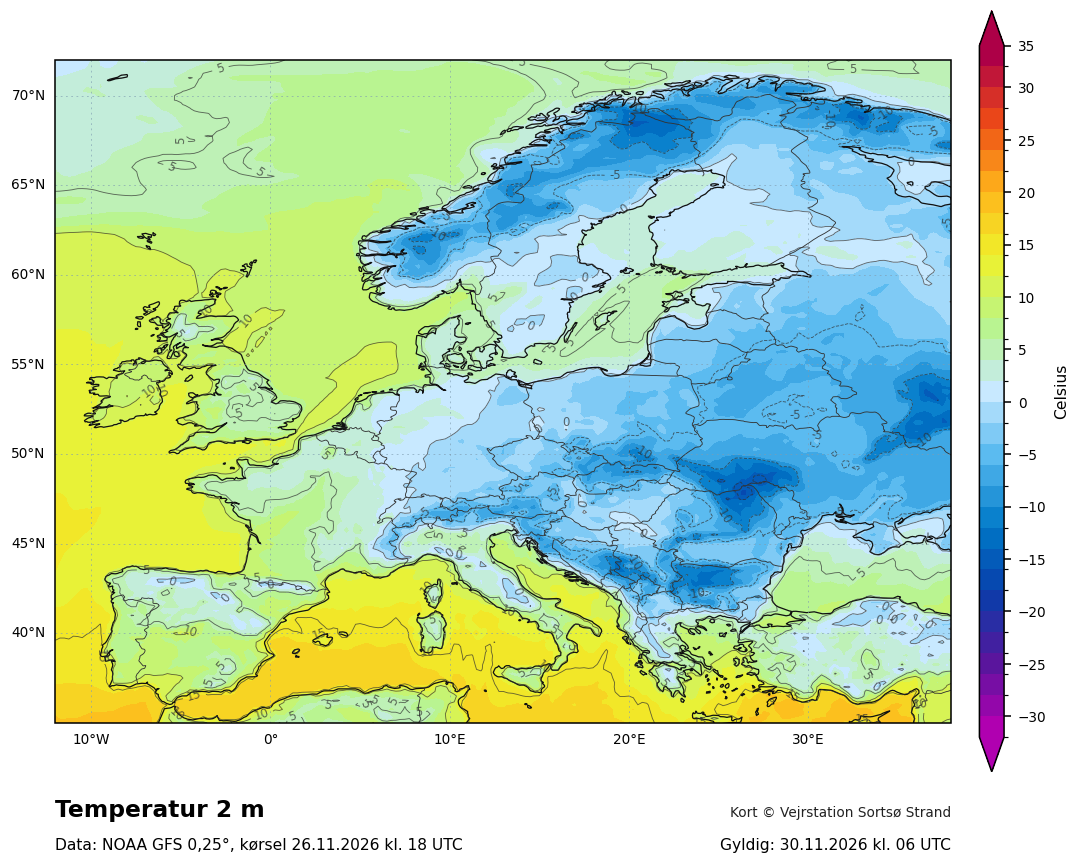 70°N
65°N
60°N
55°N
50°N
45°N
40°N
10°W
0°
10°E
20°E
30°E
35
30
25
20
15
10
5
0
−5
−10
−15
−20
−25
−30
Celsius
Temperatur 2 m
Kort © Vejrstation Sortsø Strand
Data: NOAA GFS 0,25°, kørsel 26.11.2026 kl. 18 UTC
Gyldig: 30.11.2026 kl. 06 UTC